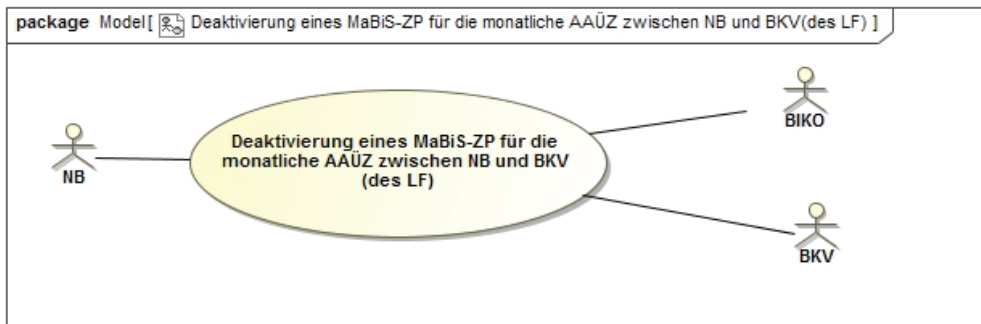 package Model[ Deaktivierung eines MaBiS-ZP für die monatliche AAÜZ zwischen NB und BKV(des LF) ]
BIKO
Deaktivierung eines MaBiS-ZP für die
monatliche AAÜZ zwischen NB und BKV
(des LF)
NB
BKV